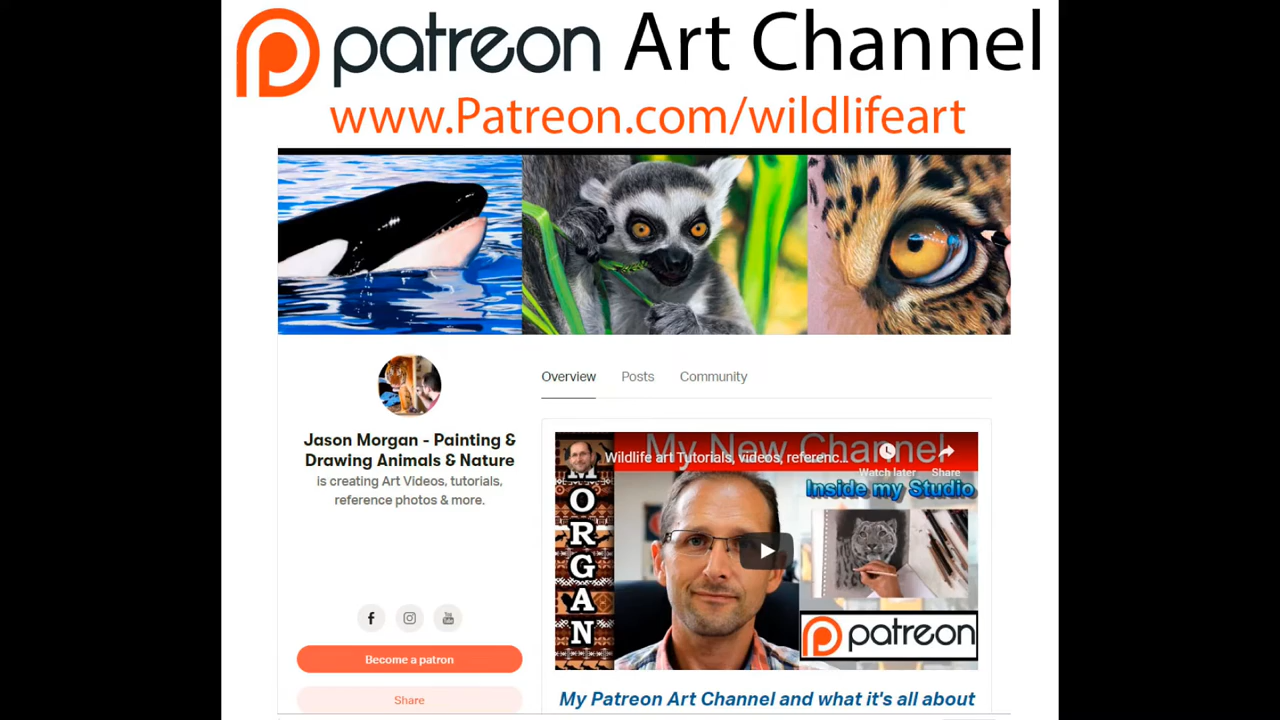 patreon Art Channel
www.Patreon.com/wildlifeart
Overview Posts Community
Jason Morgan - Painting &
Drawing Animals & Nature
is creating Art Videos, tutorials,
reference photos & more.
Become a patron
Share
My New Channel
Wildlife art Tutorials, videos, referenc...
Watch later Share
Inside my Studio
MORGAN
patreon
My Patreon Art Channel and what it's all about